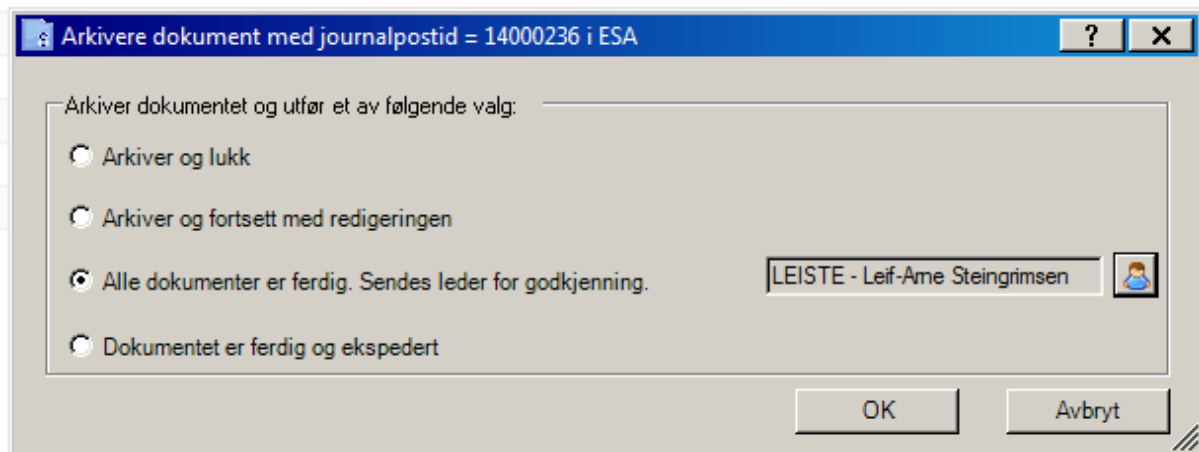 Arkivere dokument med journalpostid = 14000236 i ESA
Arkiver dokumentet og utfør et av følgende valg:
Arkiver og lukk
Arkiver og fortsett med redigeringen
Alle dokumenter er ferdig. Sendes leder for godkjenning. LEISTE - Leif-Arne Steingrimsen
Dokumentet er ferdig og ekspedert
OK Avbryt